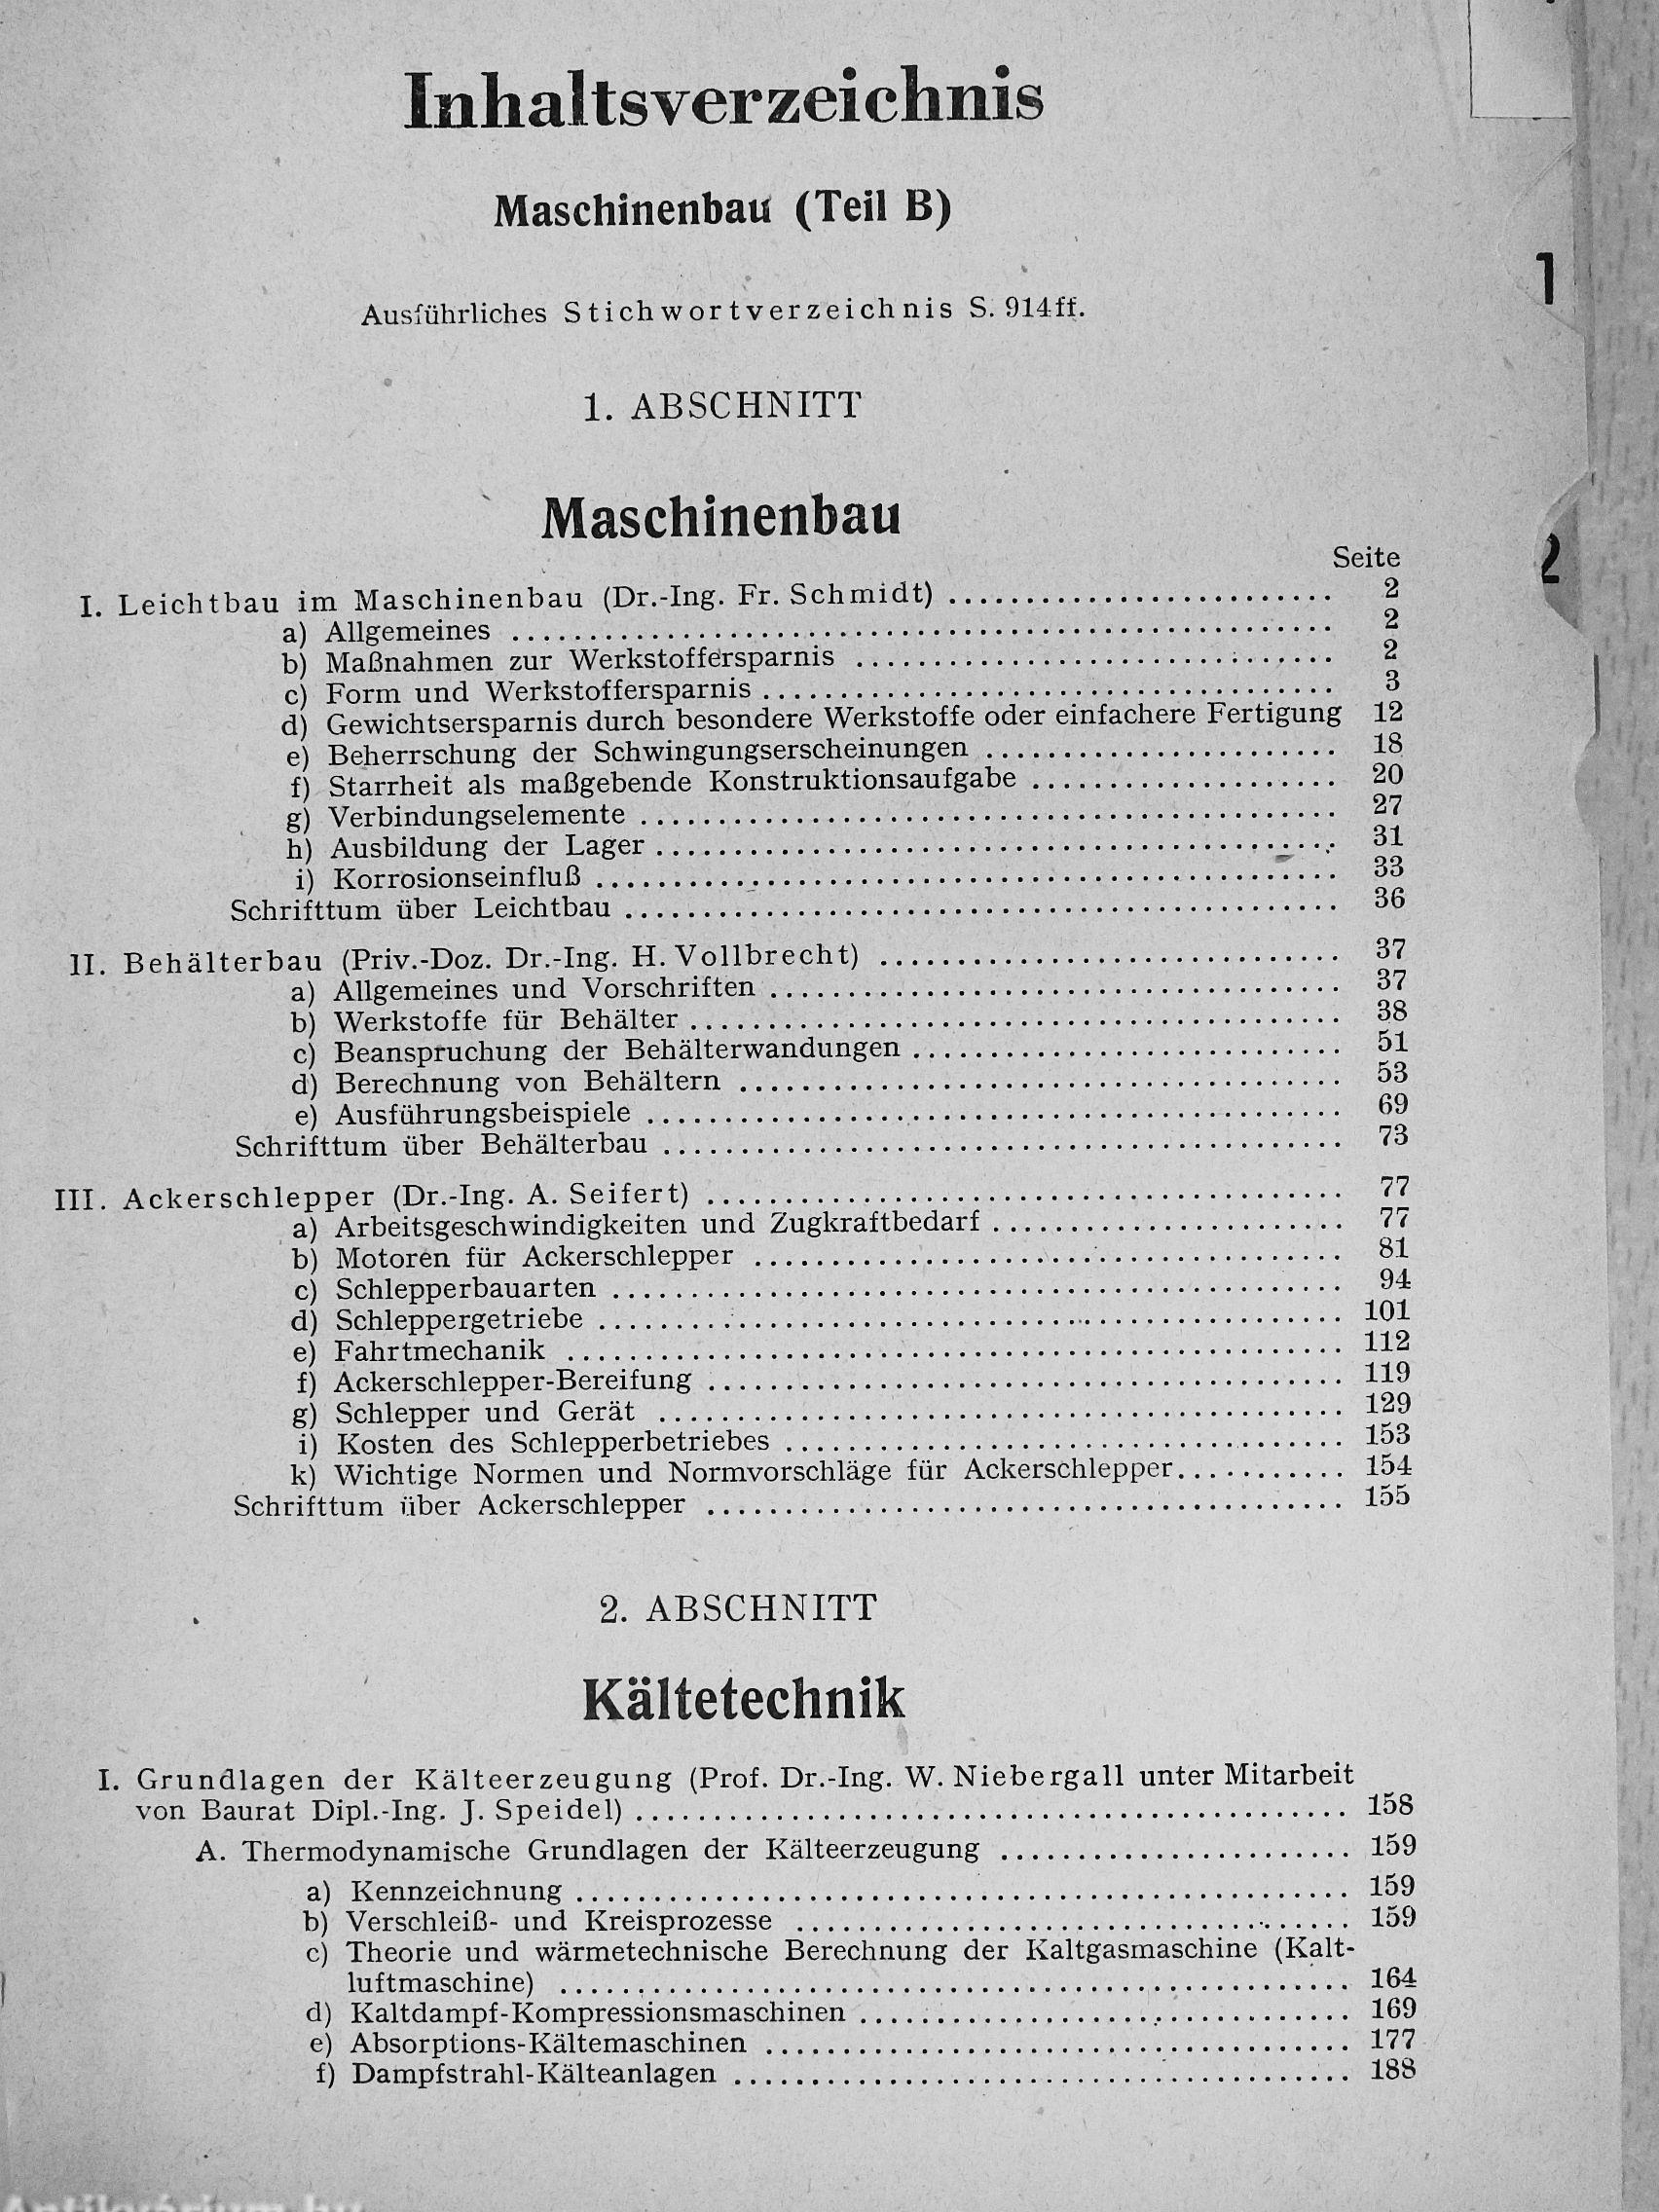 Inhaltsverzeichnis
Maschinenbau (Teil B)
Ausführliches Stichwortverzeichnis S. 914ff.
1. ABSCHNITT
Maschinenbau
Seite
I. Leichtbau im Maschinenbau (Dr.-Ing. Fr. Schmidt) ........................ 2
a) Allgemeines ........................ 2
b) Maßnahmen zur Werkstoffersparnis ........................ 2
c) Form und Werkstoffersparnis ........................ 3
d) Gewichtsersparnis durch besondere Werkstoffe oder einfachere Fertigung 12
e) Beherrschung der Schwingungserscheinungen ........................ 18
f) Starrheit als maßgebende Konstruktionsaufgabe ........................ 20
g) Verbindungselemente ........................ 27
h) Ausbildung der Lager ........................ 31
i) Korrosionseinfluß ........................ 33
Schrifttum über Leichtbau ........................ 36
II. Behälterbau (Priv.-Doz. Dr.-Ing. H. Vollbrecht) ........................ 37
a) Allgemeines und Vorschriften ........................ 37
b) Werkstoffe für Behälter ........................ 38
c) Beanspruchung der Behälterwandungen ........................ 51
d) Berechnung von Behältern ........................ 53
e) Ausführungsbeispiele ........................ 69
Schrifttum über Behälterbau ........................ 73
III. Ackerschlepper (Dr.-Ing. A. Seifert) ........................ 77
a) Arbeitsgeschwindigkeiten und Zugkraftbedarf ........................ 77
b) Motoren für Ackerschlepper ........................ 81
c) Schlepperbauarten ........................ 94
d) Schleppergetriebe ........................ 101
e) Fahrtmechanik ........................ 112
f) Ackerschlepper-Bereifung ........................ 119
g) Schlepper und Gerät ........................ 129
i) Kosten des Schlepperbetriebes ........................ 153
k) Wichtige Normen und Normvorschläge für Ackerschlepper........... 154
Schrifttum über Ackerschlepper ........................ 155
2. ABSCHNITT
Kältetechnik
I. Grundlagen der Kälteerzeugung (Prof. Dr.-Ing. W. Niebergall unter Mitarbeit
von Baurat Dipl.-Ing. J. Speidel) ........................ 158
A. Thermodynamische Grundlagen der Kälteerzeugung ........................ 159
a) Kennzeichnung ........................ 159
b) Verschleiß- und Kreisprozesse ........................ 159
c) Theorie und wärmetechnische Berechnung der Kaltgasmaschine (Kalt-
luftmaschine) ........................ 164
d) Kaltdampf-Kompressionsmaschinen ........................ 169
e) Absorptions-Kältemaschinen ........................ 177
f) Dampfstrahl-Kälteanlagen ........................ 188
1
2